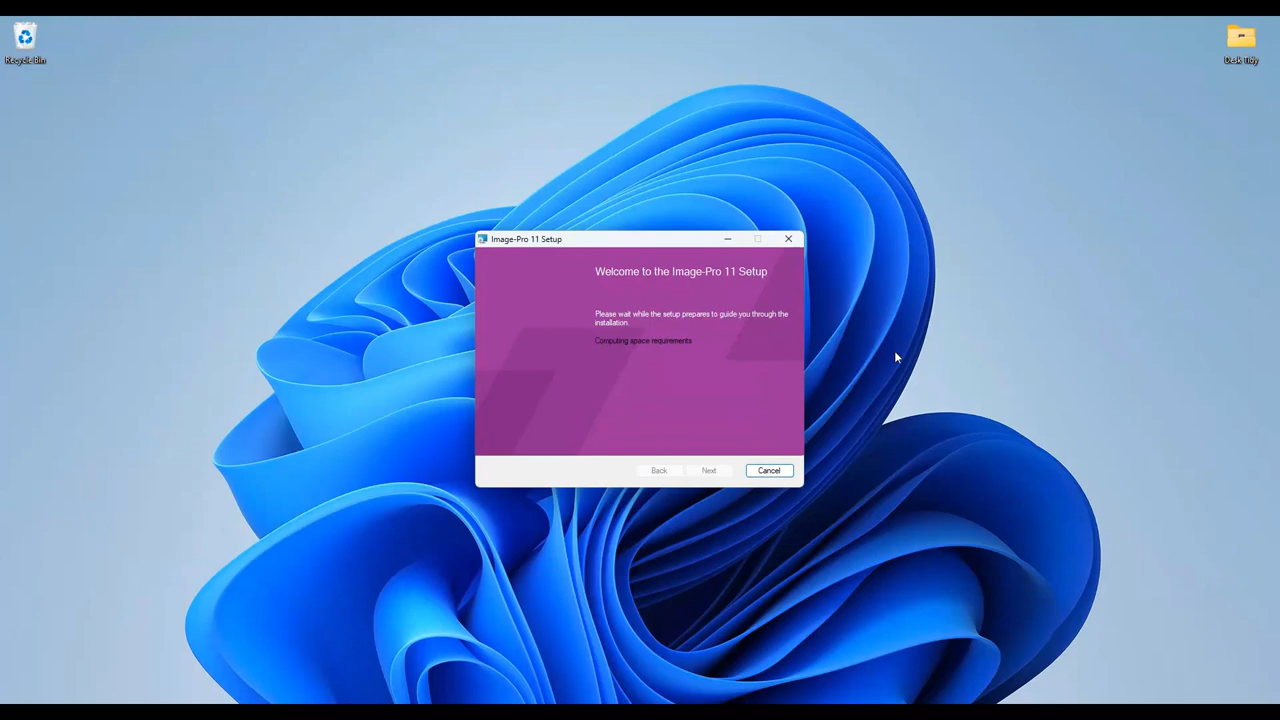 Recycle Bin
Desk Tidy
Image-Pro 11 Setup
Welcome to the Image-Pro 11 Setup
Please wait while the setup prepares to guide you through the
installation.
Computing space requirements
Back
Next
Cancel